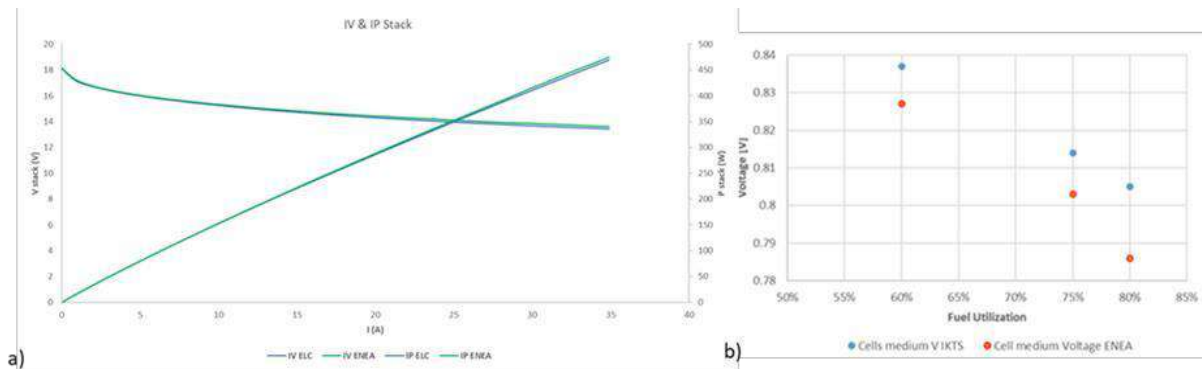 IV & IP Stack
20
18
16
14
12
10
8
6
4
2
0
V stack (V)
500
450
400
350
300
250
200
150
100
50
0
P stack (W)
0 5 10 15 20 25 30 35 40
I (A)
IV ELC IV ENEA IP ELC IP ENEA
a)
0.84
0.83
0.82
0.81
0.8
0.79
0.78
Voltage [V]
50% 55% 60% 65% 70% 75% 80% 85%
Fuel Utilization
Cells medium V IKTS Cell medium Voltage ENEA
b)